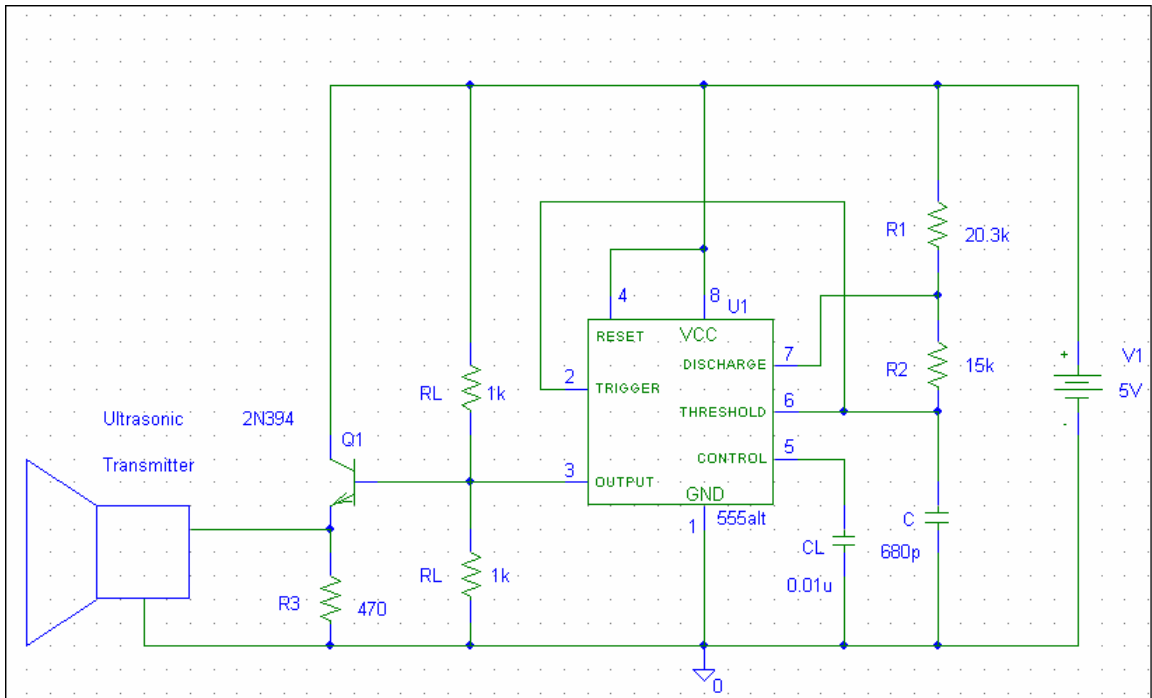 R1
20.3k
4
8
U1
RESET
VCC
DISCHARGE
7
R2
15k
+
V1
5V
-
2
TRIGGER
THRESHOLD
6
RL
1k
Ultrasonic
Transmitter
2N394
Q1
CONTROL
5
3
OUTPUT
GND
1
555alt
CL
0.01u
C
680p
RL
1k
R3
470
0